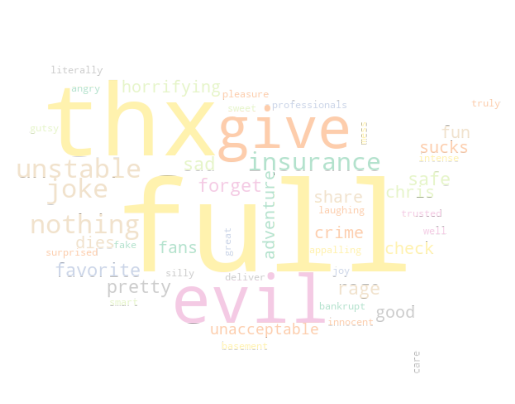 literally
angry
horrifying
pleasure
thx
sweet
professionals
truly
give
gutsy
mess
fun
sucks
unstable
sad
insurance
intense
joke
forget
share
safe
chris
adventure
laughing
trusted
nothing
crime
well
dies
fake
fans
great
appalling
check
surprised
full
favorite
silly
deliver
joy
pretty
rage
smart
evil
bankrupt
good
unacceptable
innocent
basement
care